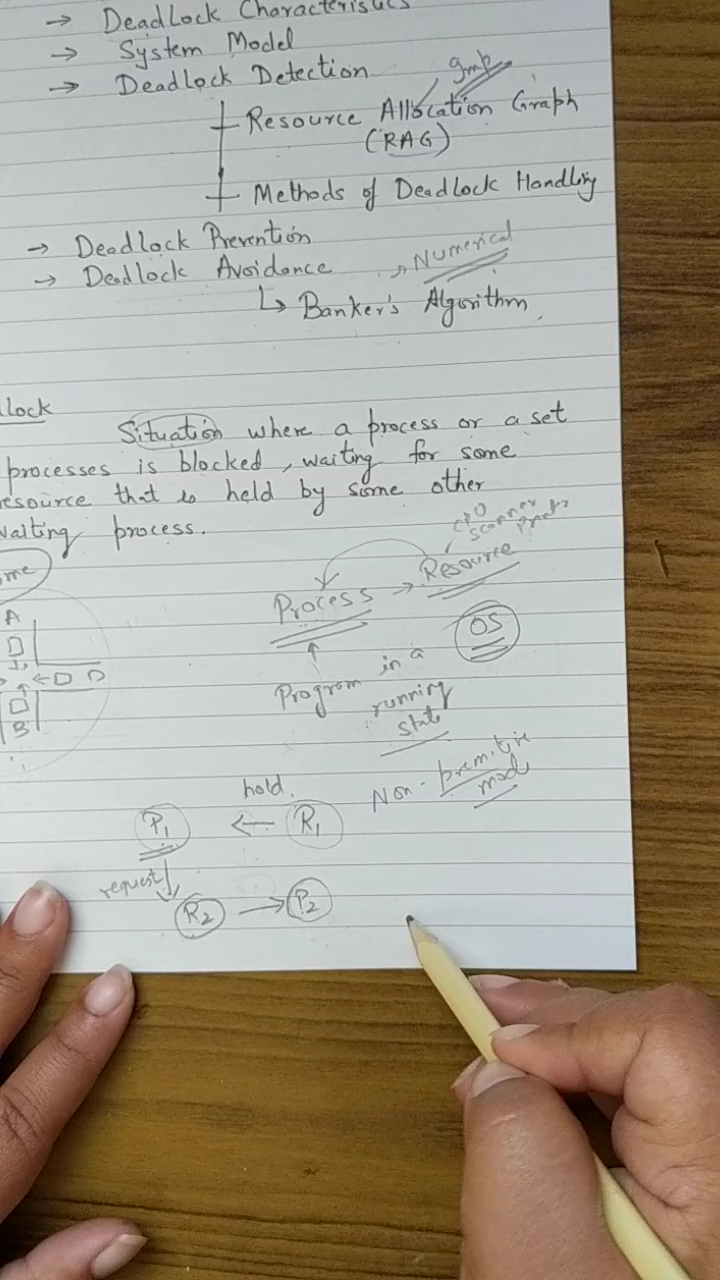 → Deadlock Characteristics
→ System Model
→ Deadlock Detection
Resource Allocation Graph
(RAG)
Methods of Deadlock Handling
→ Deadlock Prevention
→ Deadlock Avoidance → Numerical
↳ Banker's Algorithm
lock
Situation where a process or a set
processes is blocked, waiting for some
esource that is held by some other
waiting process.
CPU
scanner
Process → Resource
OS
Program in a
running
state
A
D
← D D
D
B
Non-premitive
mode
hold.
P1 ← R1
request
R2 → P2